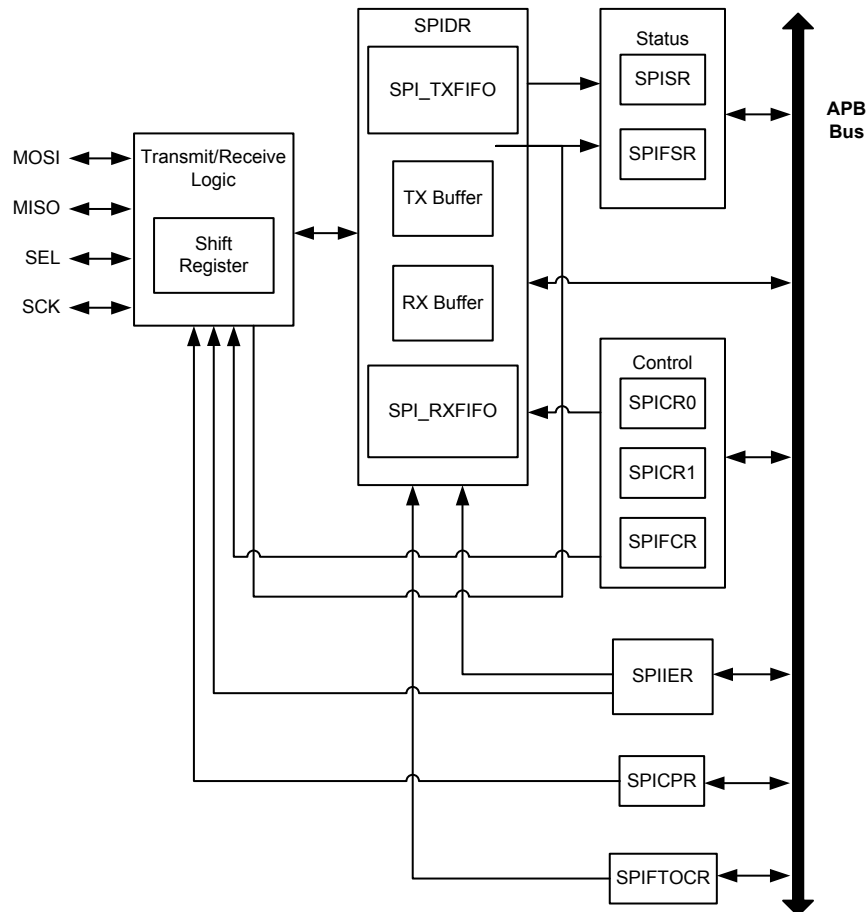 SPIDR
SPI_TXFIFO
TX Buffer
RX Buffer
SPI_RXFIFO
Status
SPISR
SPIFSR
APB
Bus
MOSI
MISO
SEL
SCK
Transmit/Receive
Logic
Shift
Register
Control
SPICR0
SPICR1
SPIFCR
SPIIER
SPICPR
SPIFTOCR